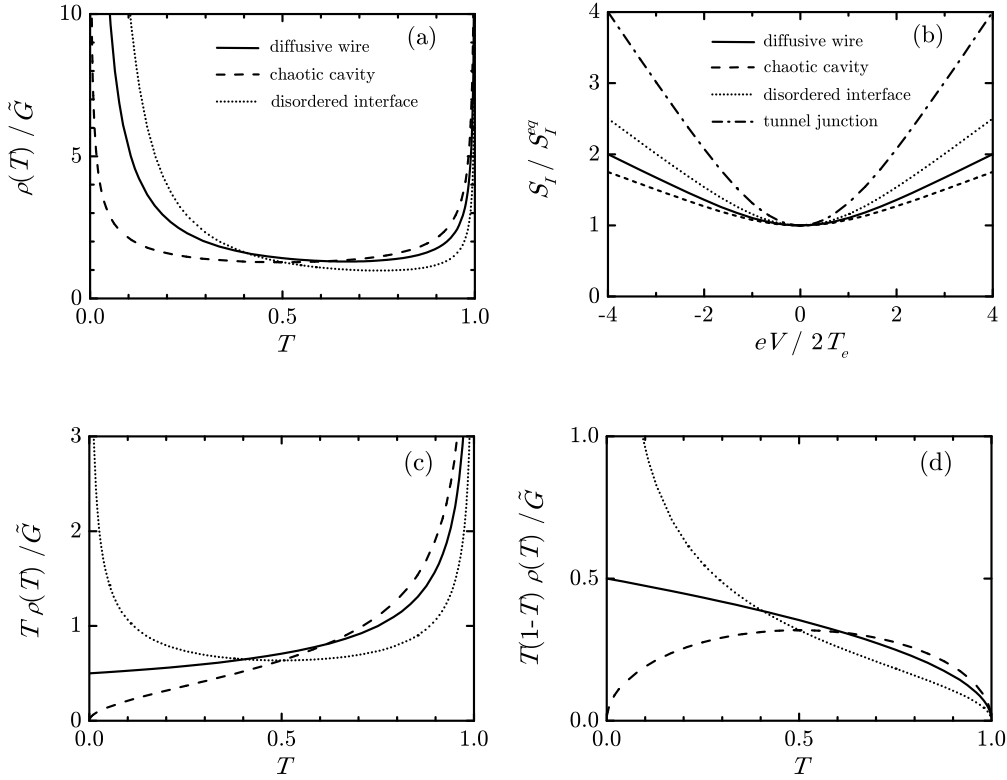 10
5
0
0.0
0.5
1.0
ρ(T) / G̃
T
(a)
diffusive wire
chaotic cavity
disordered interface
4
3
2
1
0
-4
-2
0
2
4
S_I / S_I^eq
eV / 2T_e
(b)
diffusive wire
chaotic cavity
disordered interface
tunnel junction
3
2
1
0
0.0
0.5
1.0
T ρ(T) / G̃
T
(c)
1.0
0.5
0.0
0.0
0.5
1.0
T(1-T) ρ(T) / G̃
T
(d)